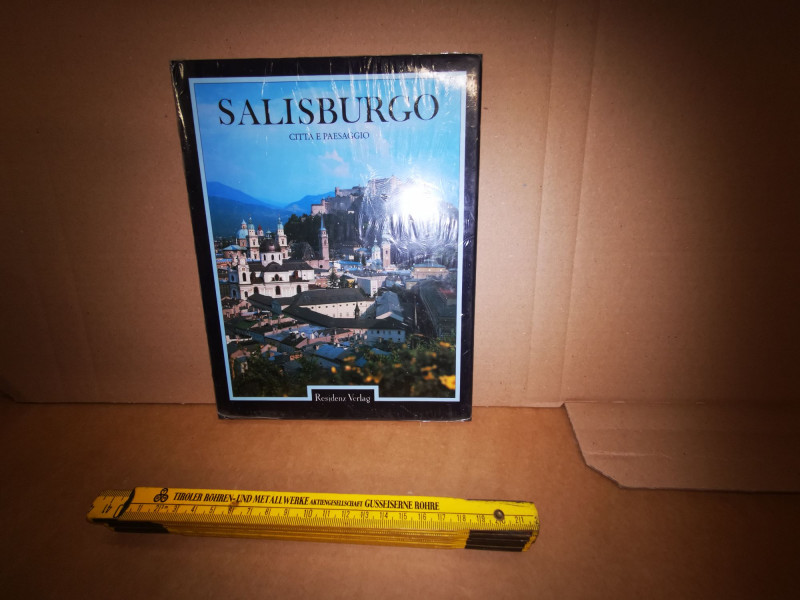 SALISBURGO
CITTÀ E PAESAGGIO
Residenz Verlag
TIROLER RÖHREN- UND METALLWERKE AKTIENGESELLSCHAFT GUSSEISERNE ROHRE